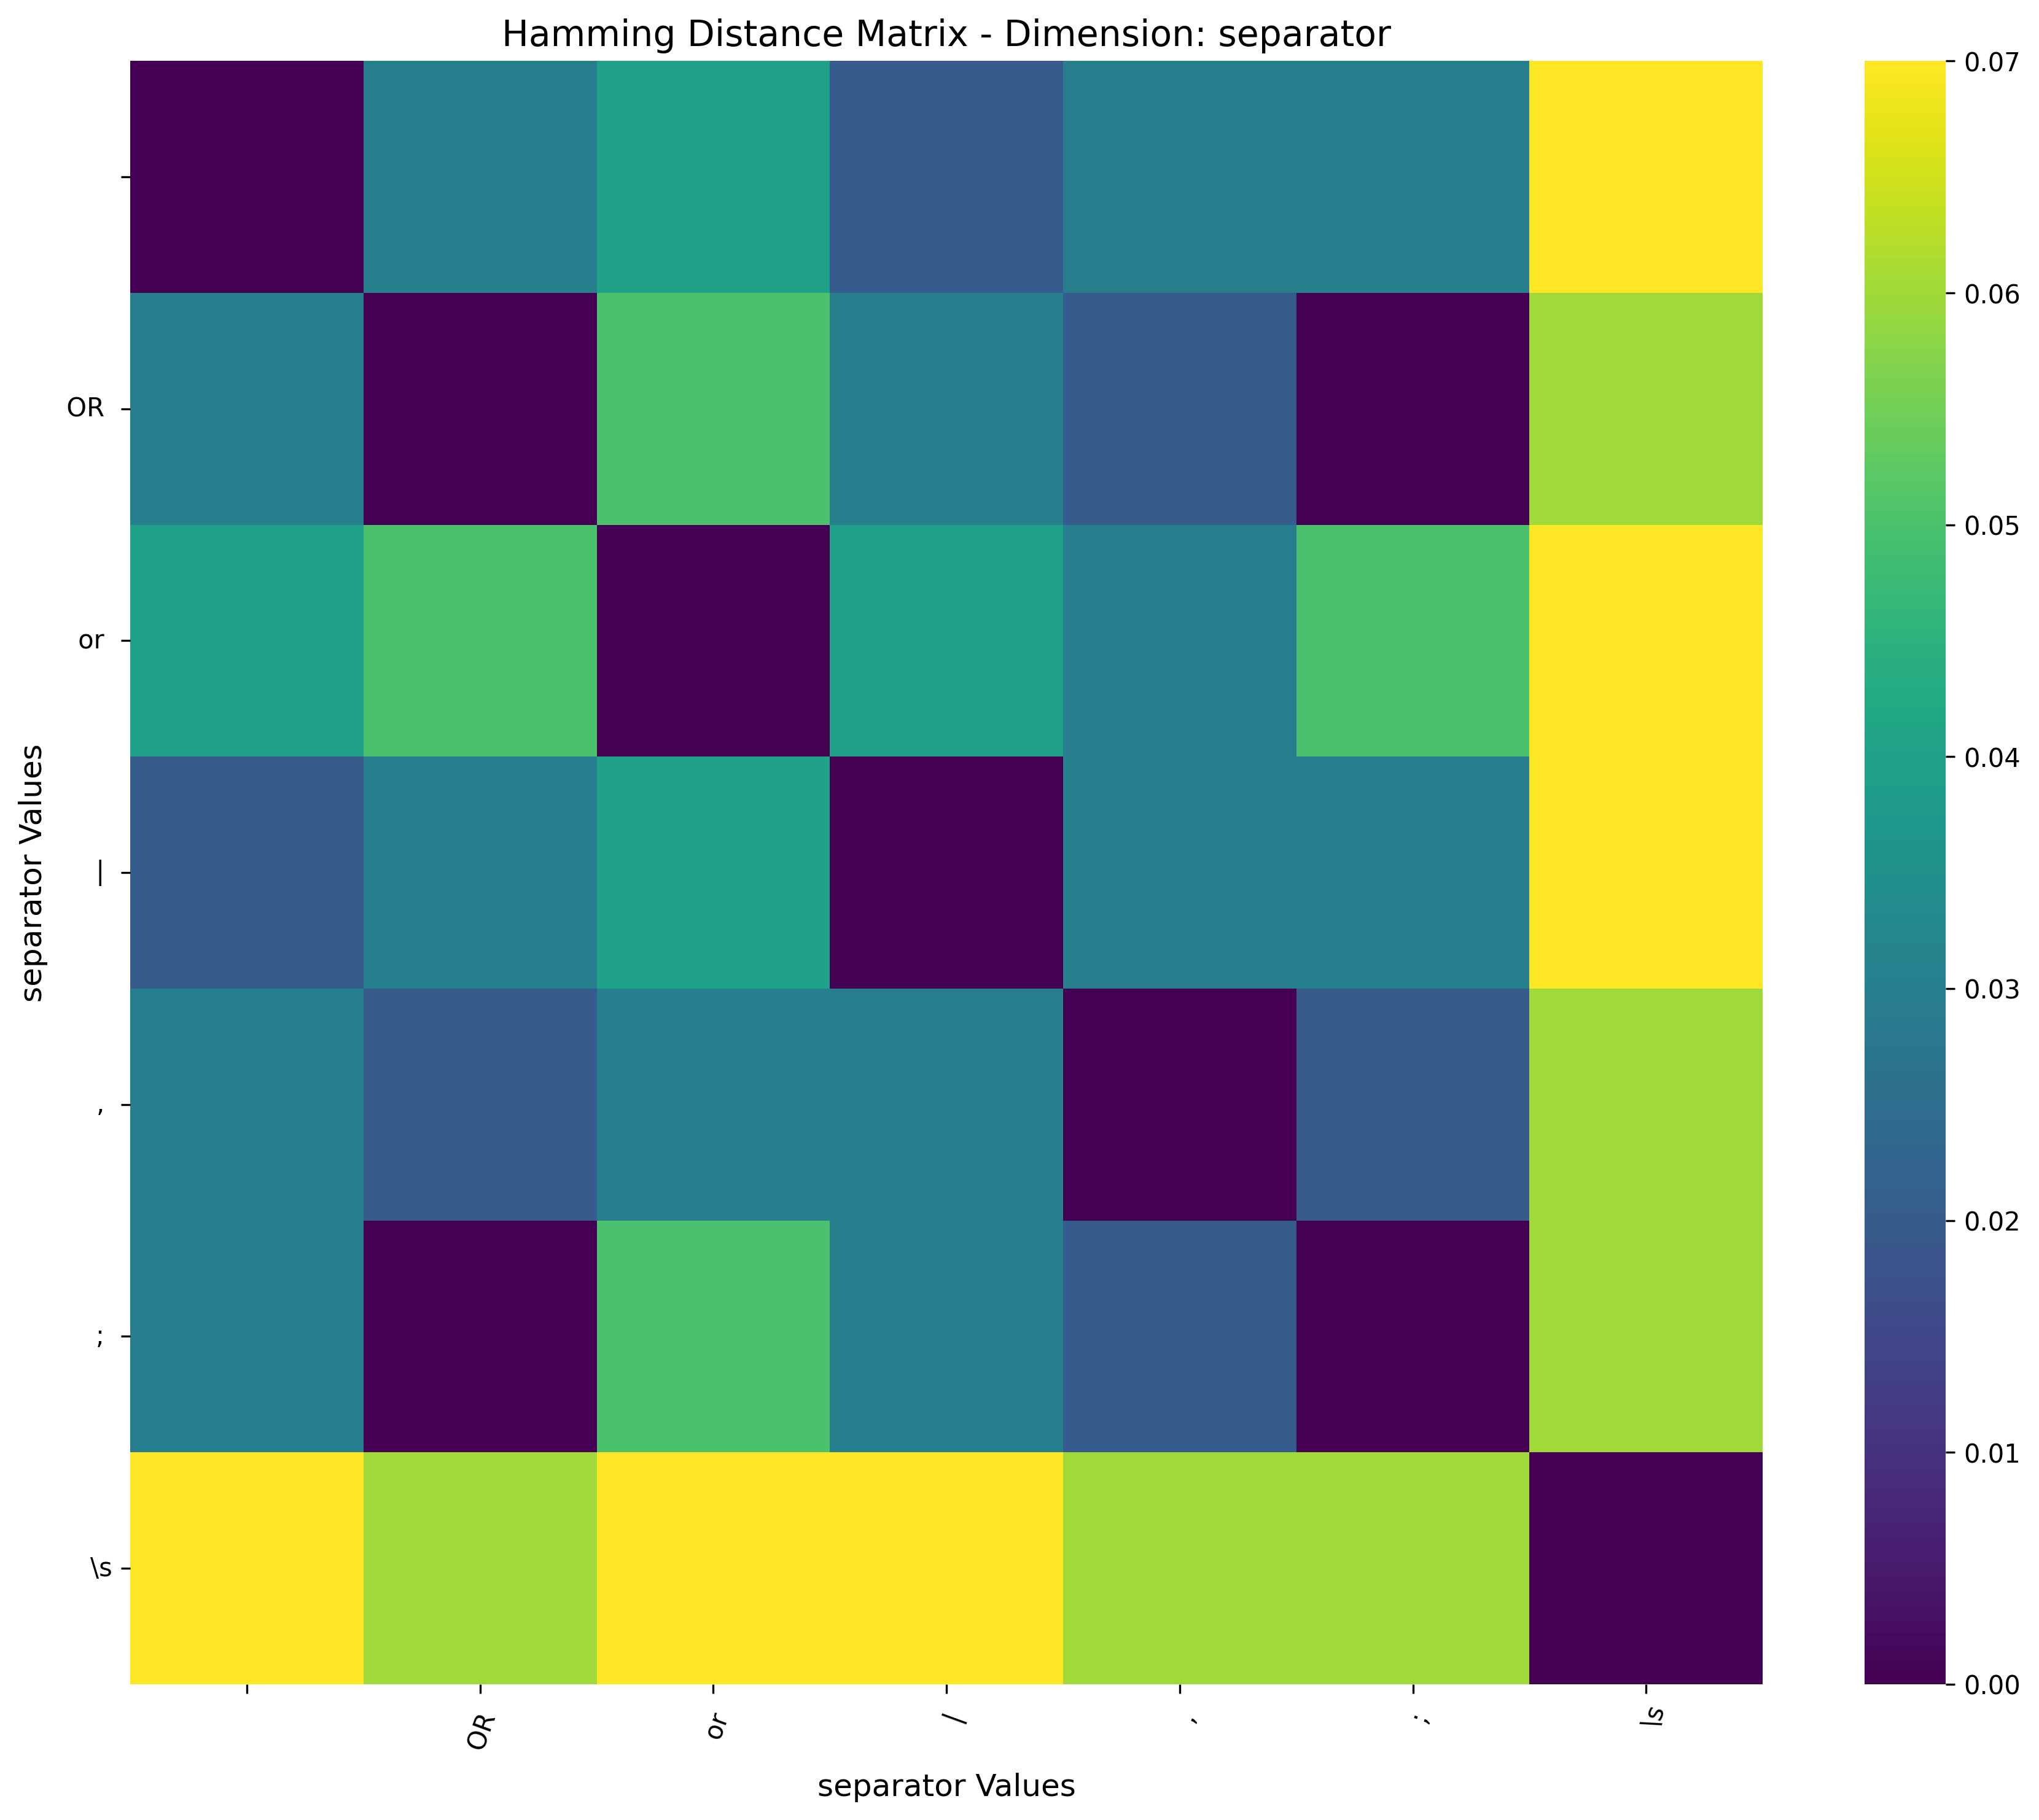 Hamming Distance Matrix - Dimension: separator
0.07
0.06
0.05
0.04
0.03
0.02
0.01
0.00
separator Values
OR
or
|
,
;
\s
OR
or
|
,
;
\s
separator Values